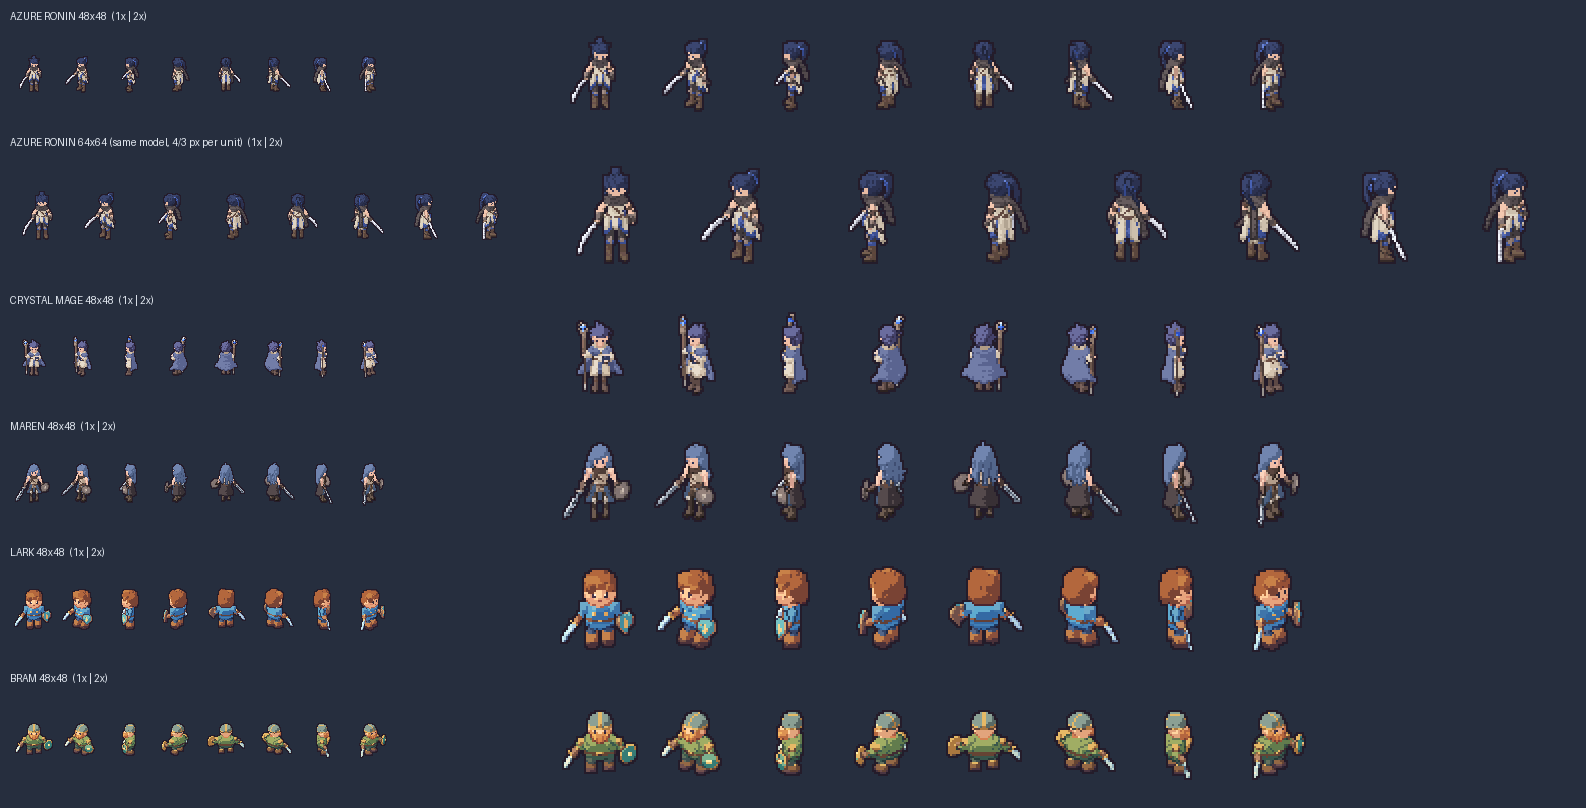 AZURE RONIN 48x48 (1x | 2x)
AZURE RONIN 64x64 (same model, 4/3 px per unit) (1x | 2x)
CRYSTAL MAGE 48x48 (1x | 2x)
MAREN 48x48 (1x | 2x)
LARK 48x48 (1x | 2x)
BRAM 48x48 (1x | 2x)